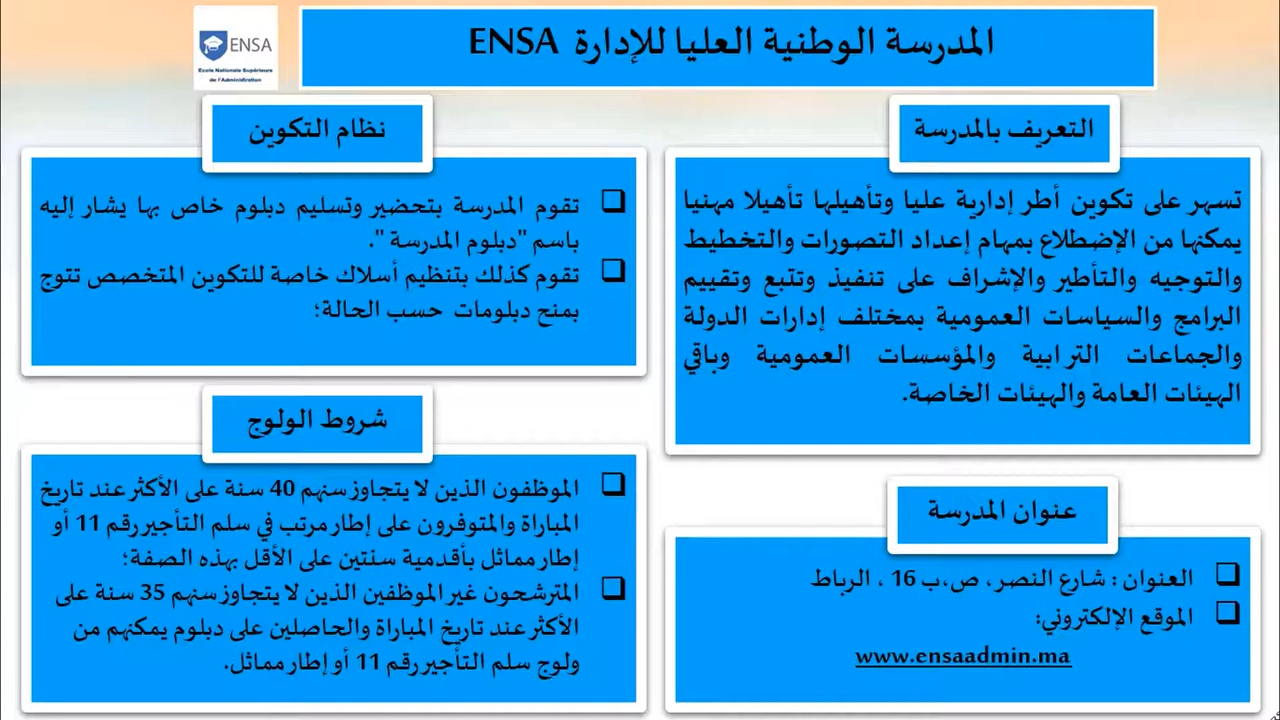 المدرسة الوطنية العليا للإدارة ENSA
ENSA
Ecole Nationale Supérieure
de l'Administration
التعريف بالمدرسة
تسهر على تكوين أطر إدارية عليا وتأهيلها تأهيلا مهنيا
يمكنها من الإضطلاع بمهام إعداد التصورات والتخطيط
والتوجيه والتأطير والإشراف على تنفيذ وتتبع وتقييم
البرامج والسياسات العمومية بمختلف إدارات الدولة
والجماعات الترابية والمؤسسات العمومية وباقي
الهيئات العامة والهيئات الخاصة.
عنوان المدرسة
العنوان : شارع النصر، ص،ب 16 ، الرباط
الموقع الإلكتروني:
www.ensaadmin.ma
نظام التكوين
تقوم المدرسة بتحضير وتسليم دبلوم خاص بها يشار إليه
باسم "دبلوم المدرسة ".
تقوم كذلك بتنظيم أسلاك خاصة للتكوين المتخصص تتوج
بمنح دبلومات حسب الحالة؛
شروط الولوج
الموظفون الذين لا يتجاوز سنهم 40 سنة على الأكثر عند تاريخ
المباراة والمتوفرون على إطار مرتب في سلم التأجير رقم 11 أو
إطار مماثل بأقدمية سنتين على الأقل بهذه الصفة؛
المترشحون غير الموظفين الذين لا يتجاوز سنهم 35 سنة على
الأكثر عند تاريخ المباراة والحاصلين على دبلوم يمكنهم من
ولوج سلم التأجير رقم 11 أو إطار مماثل.